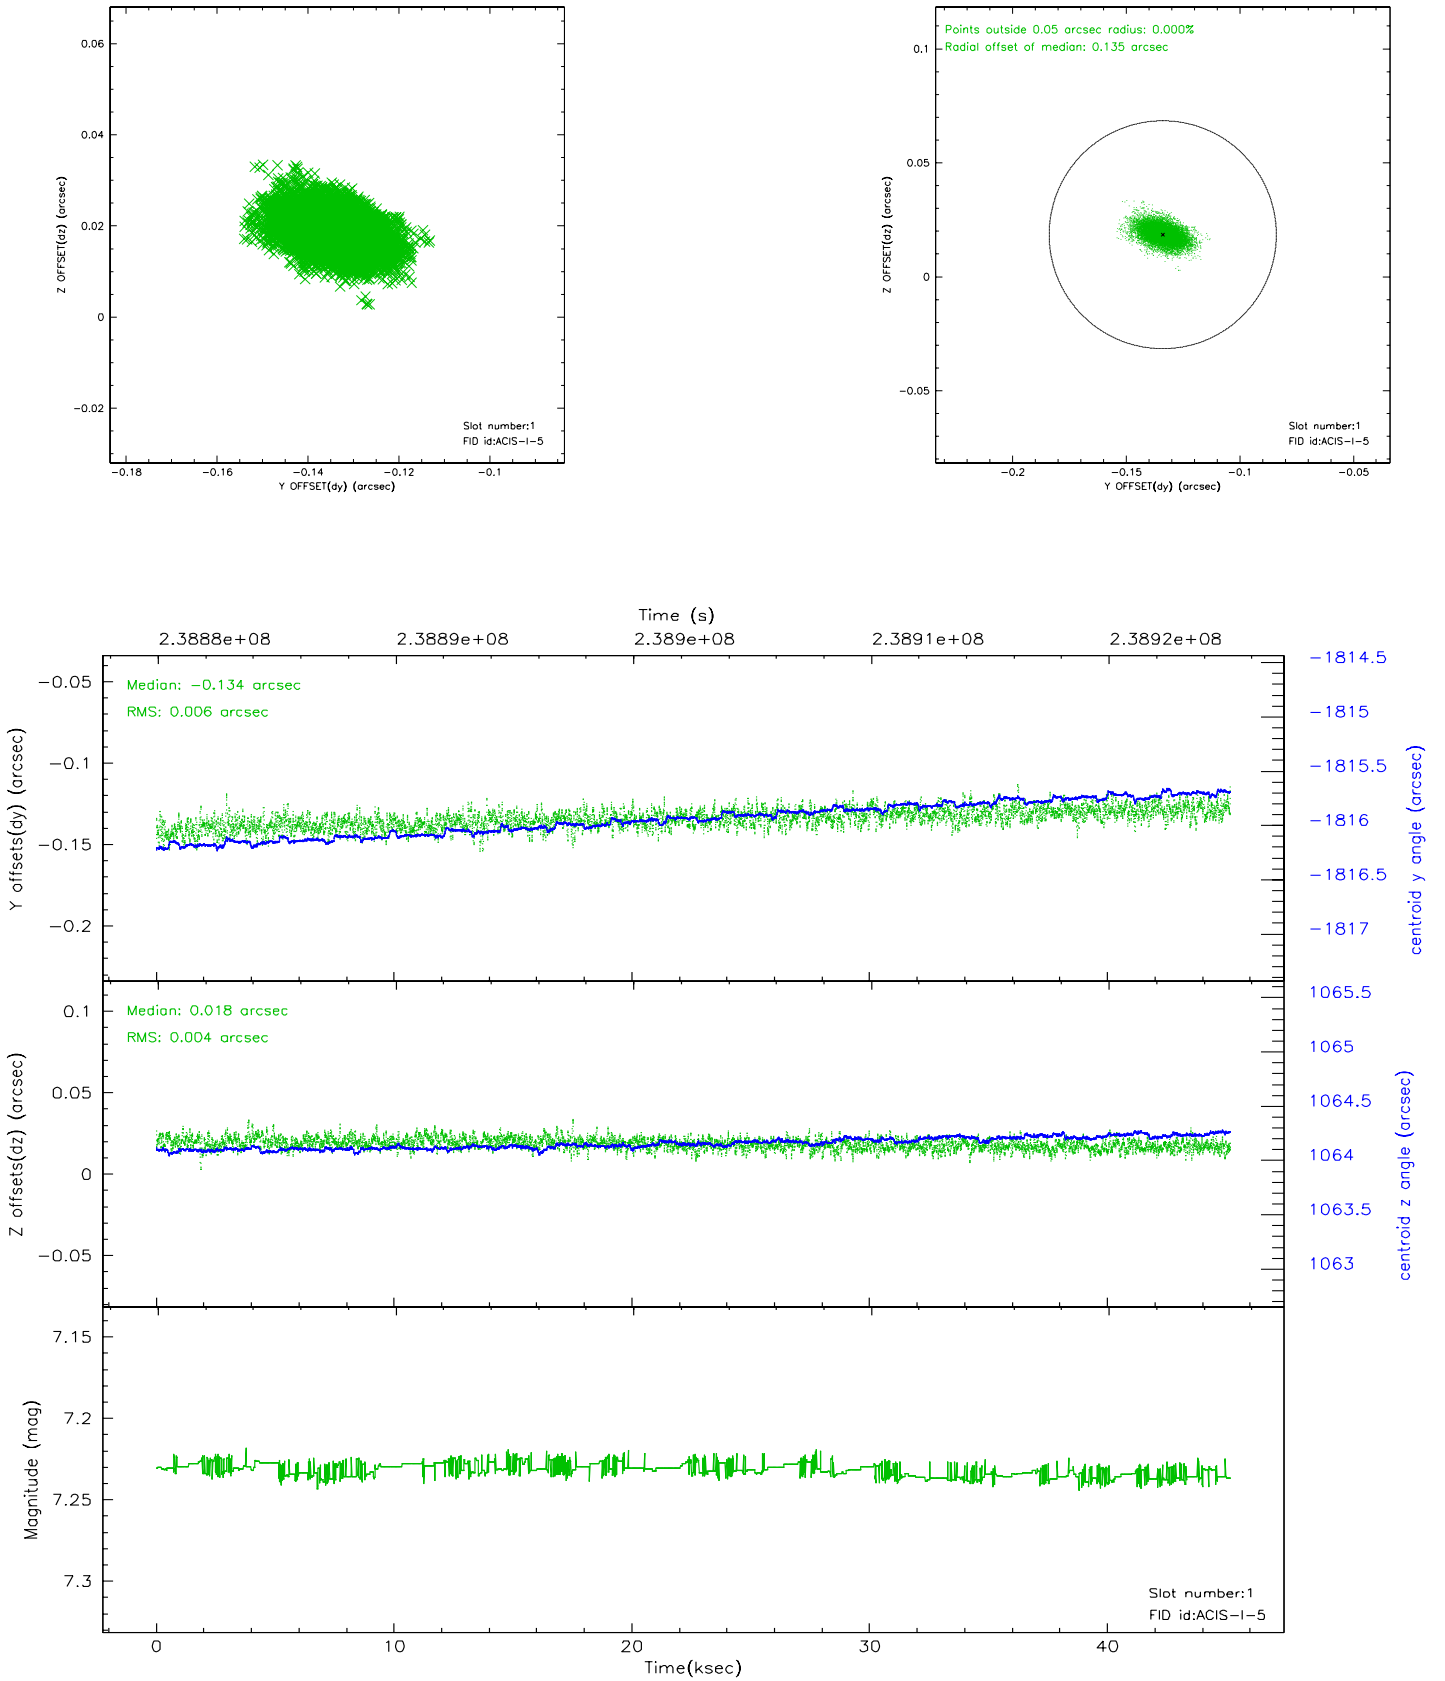 0.06
0.04
0.02
0
-0.02
Z OFFSET(dz) (arcsec)
Slot number:1
FID id:ACIS-I-5
-0.18 -0.16 -0.14 -0.12 -0.1
Y OFFSET(dy) (arcsec)
Points outside 0.05 arcsec radius: 0.000%
Radial offset of median: 0.135 arcsec
0.1
0.05
0
-0.05
Z OFFSET(dz) (arcsec)
Slot number:1
FID id:ACIS-I-5
-0.2 -0.15 -0.1 -0.05
Y OFFSET(dy) (arcsec)
Time (s)
2.3888e+08 2.3889e+08 2.389e+08 2.3891e+08 2.3892e+08
Median: -0.134 arcsec
RMS: 0.006 arcsec
-0.05
-0.1
-0.15
-0.2
Y offsets(dy) (arcsec)
-1814.5
-1815
-1815.5
-1816
-1816.5
-1817
centroid y angle (arcsec)
Median: 0.018 arcsec
RMS: 0.004 arcsec
0.1
0.05
0
-0.05
Z offsets(dz) (arcsec)
1065.5
1065
1064.5
1064
1063.5
1063
centroid z angle (arcsec)
7.15
7.2
7.25
7.3
Magnitude (mag)
Slot number:1
FID id:ACIS-I-5
0 10 20 30 40
Time(ksec)